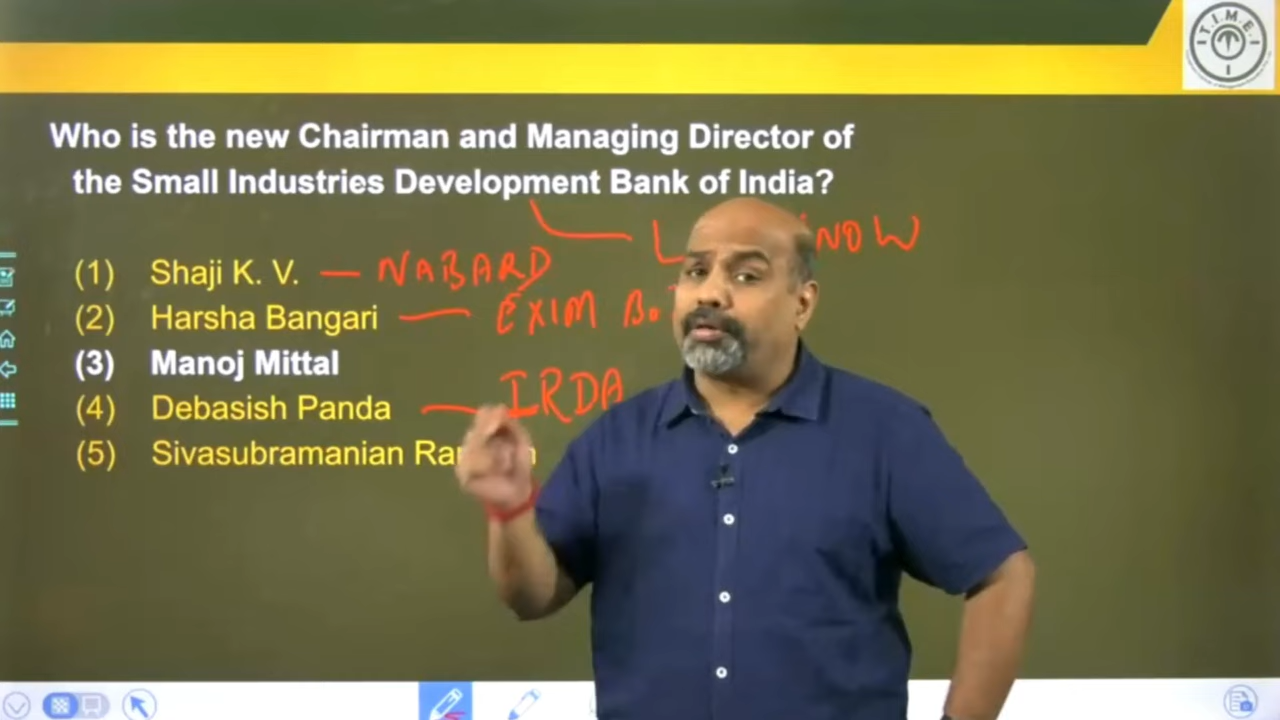 T.I.M.E.
Who is the new Chairman and Managing Director of
the Small Industries Development Bank of India?
NOW
(1) Shaji K. V. — NABARD
(2) Harsha Bangari — EXIM
(3) Manoj Mittal
(4) Debasish Panda — IRDA
(5) Sivasubramanian